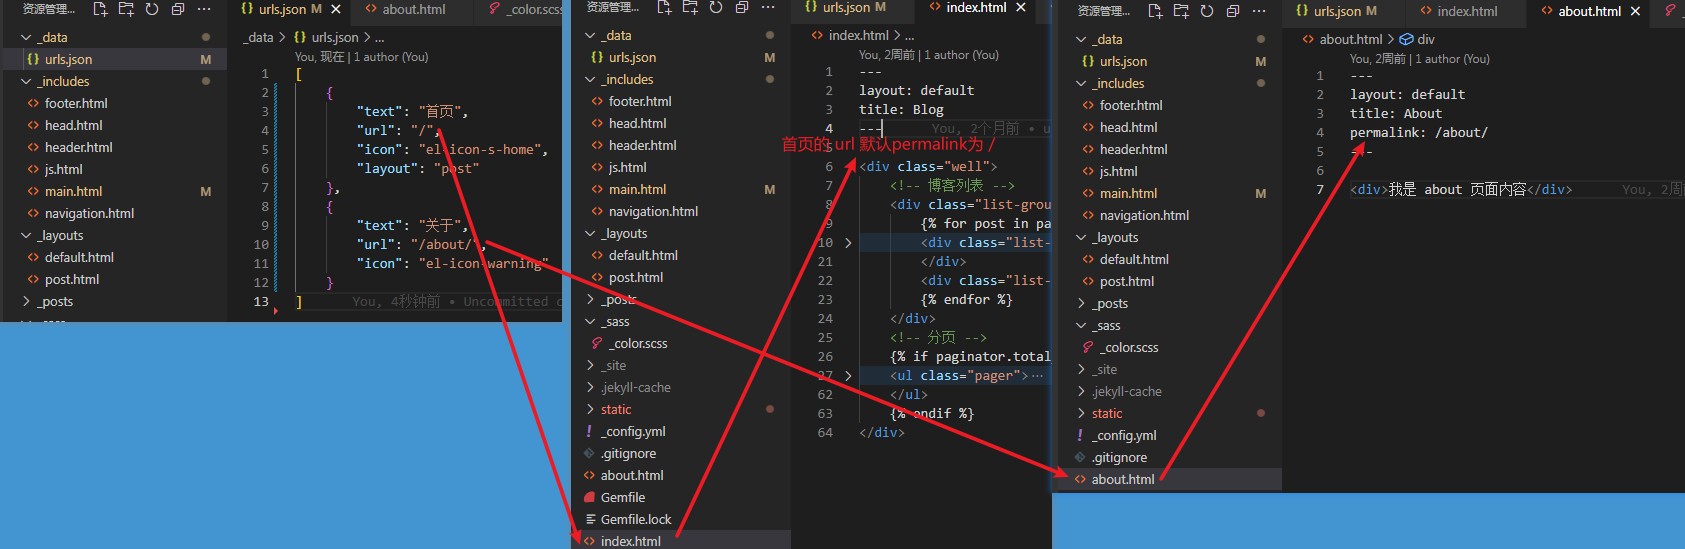 资源管理...
_data
urls.json M
_includes
footer.html
head.html
header.html
js.html
main.html M
navigation.html
_layouts
default.html
post.html
_posts
urls.json M
about.html
_color.scss
_data > urls.json > ...
You, 现在 | 1 author (You)
1 [
2 {
3 "text": "首页",
4 "url": "/",
5 "icon": "el-icon-s-home",
6 "layout": "post"
7 },
8 {
9 "text": "关于",
10 "url": "/about/",
11 "icon": "el-icon-warning"
12 }
13 ] You, 4秒钟前 • Uncommitted c
资源管理...
_data
urls.json M
_includes
footer.html
head.html
header.html
js.html
main.html M
navigation.html
_layouts
default.html
post.html
_posts
_sass
_color.scss
_site
.jekyll-cache
static
_config.yml
.gitignore
about.html
Gemfile
Gemfile.lock
index.html
urls.json M
index.html
index.html > ...
You, 2周前 | 1 author (You)
1 ---
2 layout: default
3 title: Blog
4 --- You, 2个月前 • u
首页的 url 默认permalink为 /
6 <div class="well">
7 <!-- 博客列表 -->
8 <div class="list-grou
9 {% for post in pa
10 <div class="list-
21 </div>
22 <div class="list-
23 {% endfor %}
24 </div>
25 <!-- 分页 -->
26 {% if paginator.total_
27 <ul class="pager">...
62 </ul>
63 {% endif %}
64 </div>
资源管理...
_data
urls.json M
_includes
footer.html
head.html
header.html
js.html
main.html M
navigation.html
_layouts
default.html
post.html
_posts
_sass
_color.scss
_site
.jekyll-cache
static
_config.yml
.gitignore
about.html
urls.json M
index.html
about.html
about.html > div
You, 2周前 | 1 author (You)
1 ---
2 layout: default
3 title: About
4 permalink: /about/
5 ---
6
7 <div>我是 about 页面内容</div> You, 2周